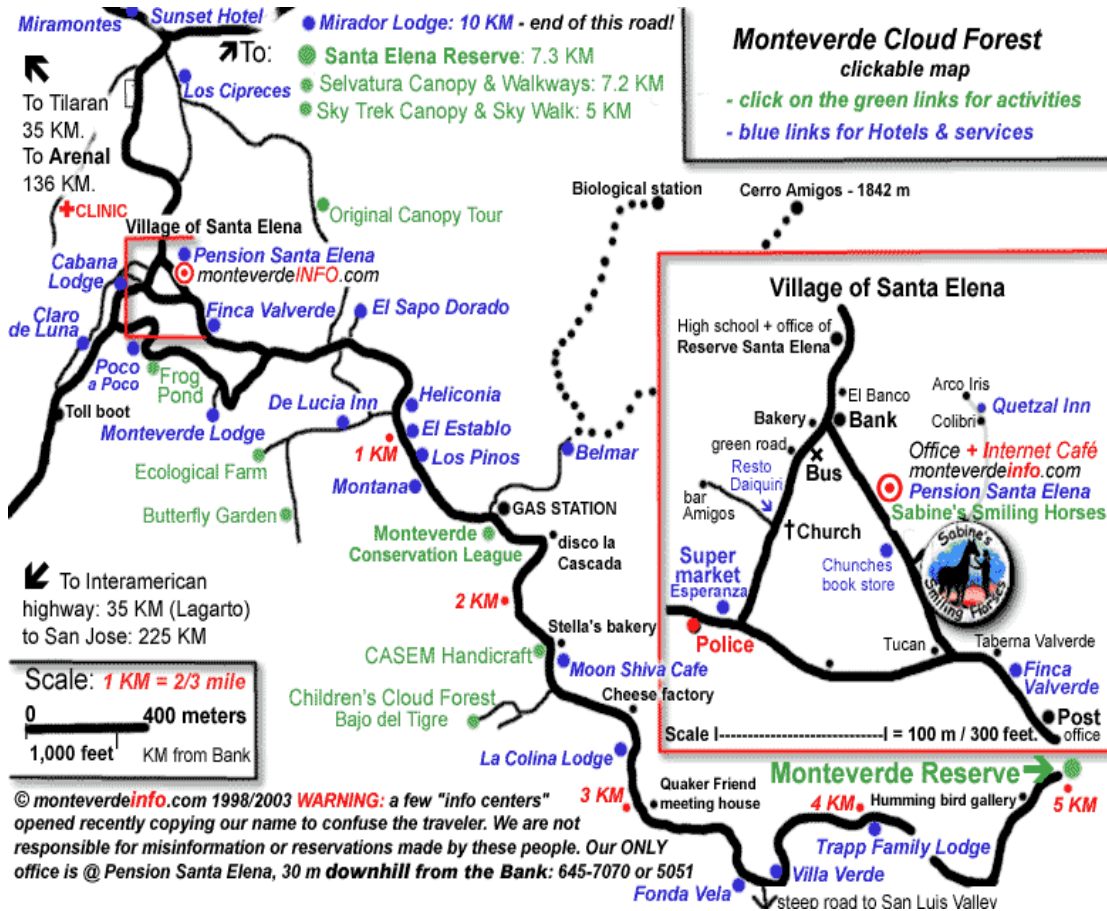 Miramontes
Sunset Hotel
Mirador Lodge: 10 KM - end of this road!
To:
Santa Elena Reserve: 7.3 KM
Selvatura Canopy & Walkways: 7.2 KM
Sky Trek Canopy & Sky Walk: 5 KM
Monteverde Cloud Forest
clickable map
- click on the green links for activities
- blue links for Hotels & services
Los Cipreces
To Tilaran
35 KM.
To Arenal
136 KM.
CLINIC
Original Canopy Tour
Biological station
Cerro Amigos - 1842 m
Village of Santa Elena
Pension Santa Elena
monteverdeINFO.com
Cabana
Lodge
Finca Valverde
El Sapo Dorado
Claro
de Luna
Poco
a Poco
Frog
Pond
Toll boot
Monteverde Lodge
De Lucia Inn
Heliconia
El Establo
1 KM
Los Pinos
Montana
Belmar
Ecological Farm
Butterfly Garden
GAS STATION
Monteverde
Conservation League
disco la
Cascada
2 KM
Stella's bakery
CASEM Handicraft
Moon Shiva Cafe
Children's Cloud Forest
Bajo del Tigre
Cheese factory
La Colina Lodge
3 KM
Quaker Friend
meeting house
4 KM
Humming bird gallery
5 KM
Monteverde Reserve
Trapp Family Lodge
Villa Verde
Fonda Vela
steep road to San Luis Valley
Village of Santa Elena
High school + office of
Reserve Santa Elena
El Banco
Bank
Bakery
green road
Bus
Resto
Daiquiri
bar
Amigos
Church
Arco Iris
Quetzal Inn
Colibri
Office + Internet Café
monteverdeinfo.com
Pension Santa Elena
Sabine's Smiling Horses
Sabine's
Smiling Horses
Super
market
Esperanza
Chunches
book store
Police
Tucan
Taberna Valverde
Finca
Valverde
Post
office
Scale I---------------------------I = 100 m / 300 feet.
To Interamerican
highway: 35 KM (Lagarto)
to San Jose: 225 KM
Scale: 1 KM = 2/3 mile
0
400 meters
1,000 feet
KM from Bank
© monteverdeinfo.com 1998/2003 WARNING: a few "info centers"
opened recently copying our name to confuse the traveler. We are not
responsible for misinformation or reservations made by these people. Our ONLY
office is @ Pension Santa Elena, 30 m downhill from the Bank: 645-7070 or 5051